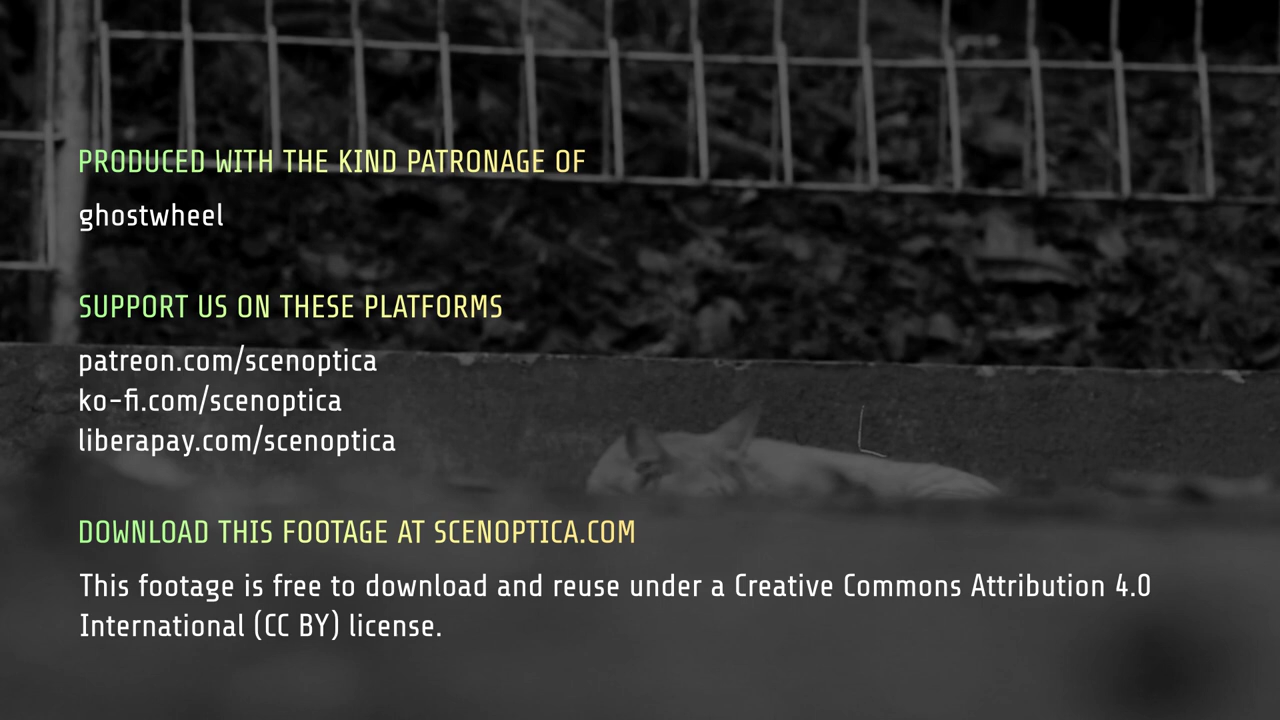 PRODUCED WITH THE KIND PATRONAGE OF
ghostwheel
SUPPORT US ON THESE PLATFORMS
patreon.com/scenoptica
ko-fi.com/scenoptica
liberapay.com/scenoptica
DOWNLOAD THIS FOOTAGE AT SCENOPTICA.COM
This footage is free to download and reuse under a Creative Commons Attribution 4.0
International (CC BY) license.